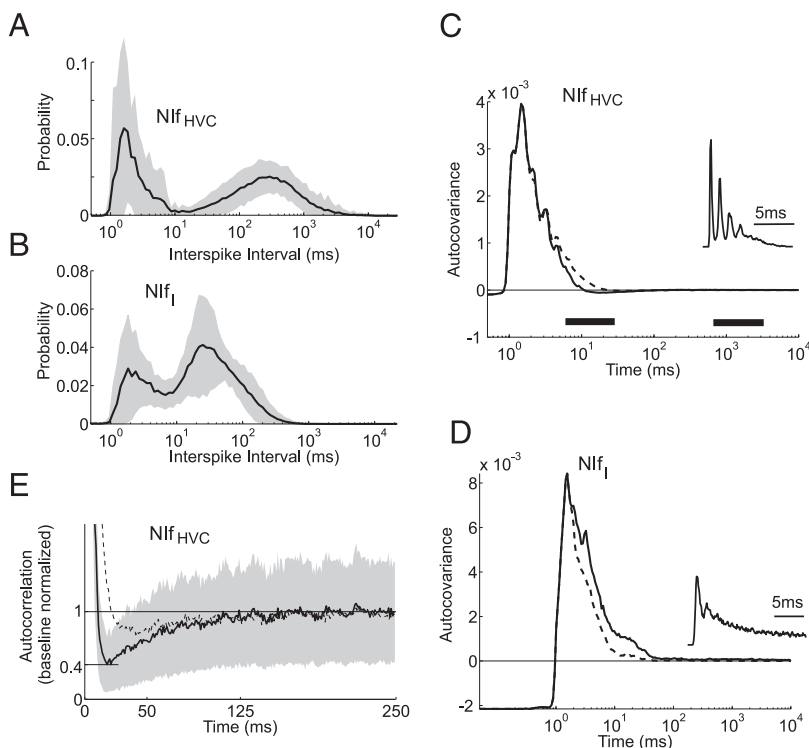 A
0.1
0.05
0
Probability
NIf HVC
10^0 10^1 10^2 10^3 10^4
Interspike Interval (ms)
B
0.08
0.06
0.04
0.02
0
Probability
NIf I
10^0 10^1 10^2 10^3 10^4
Interspike Interval (ms)
C
x 10^-3
4
3
2
1
0
-1
Autocovariance
NIf HVC
5ms
10^0 10^1 10^2 10^3 10^4
Time (ms)
D
x 10^-3
8
6
4
2
0
-2
Autocovariance
NIf I
5ms
10^0 10^1 10^2 10^3 10^4
Time (ms)
E
NIf HVC
Autocorrelation
(baseline normalized)
1
0.4
0
0 50 125 250
Time (ms)